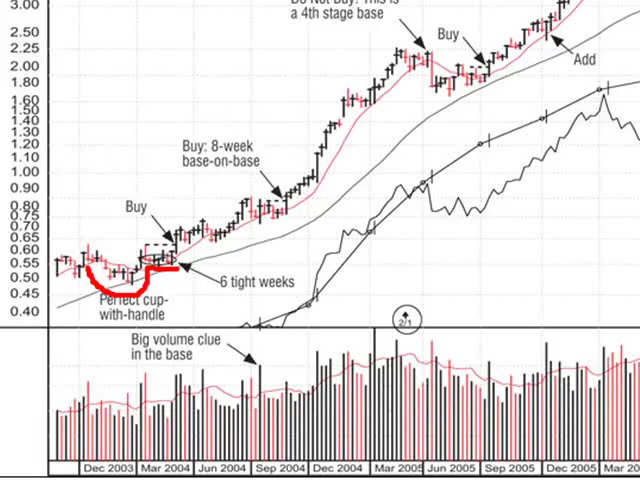 3.00
Do Not Buy! This is
a 4th stage base
2.50
Buy
2.25
Add
2.00
1.80
1.60
1.50
1.40
1.30
Buy: 8-week
base-on-base
1.20
1.10
1.00
0.90
0.80
Buy
0.75
0.70
0.65
0.60
0.55
0.50
6 tight weeks
0.45
Perfect cup-
with-handle
0.40
2/1
Big volume clue
in the base
Dec 2003 Mar 2004 Jun 2004 Sep 2004 Dec 2004 Mar 2005 Jun 2005 Sep 2005 Dec 2005 Mar 20